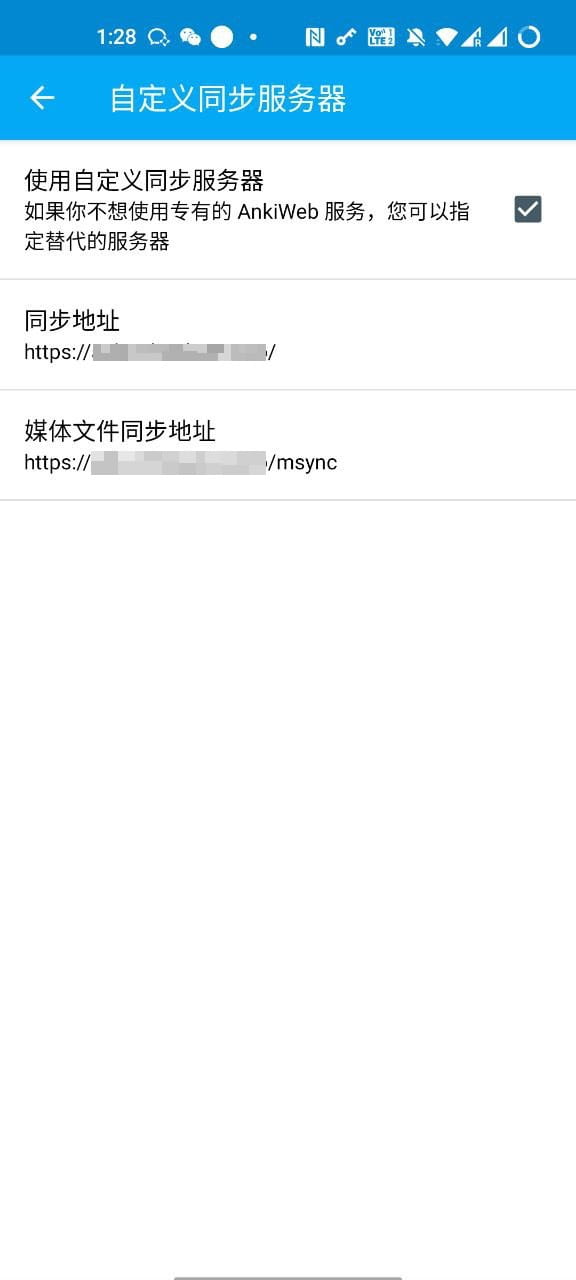 1:28
自定义同步服务器
使用自定义同步服务器
如果你不想使用专有的 AnkiWeb 服务，您可以指
定替代的服务器
同步地址
https:///
媒体文件同步地址
https:///msync